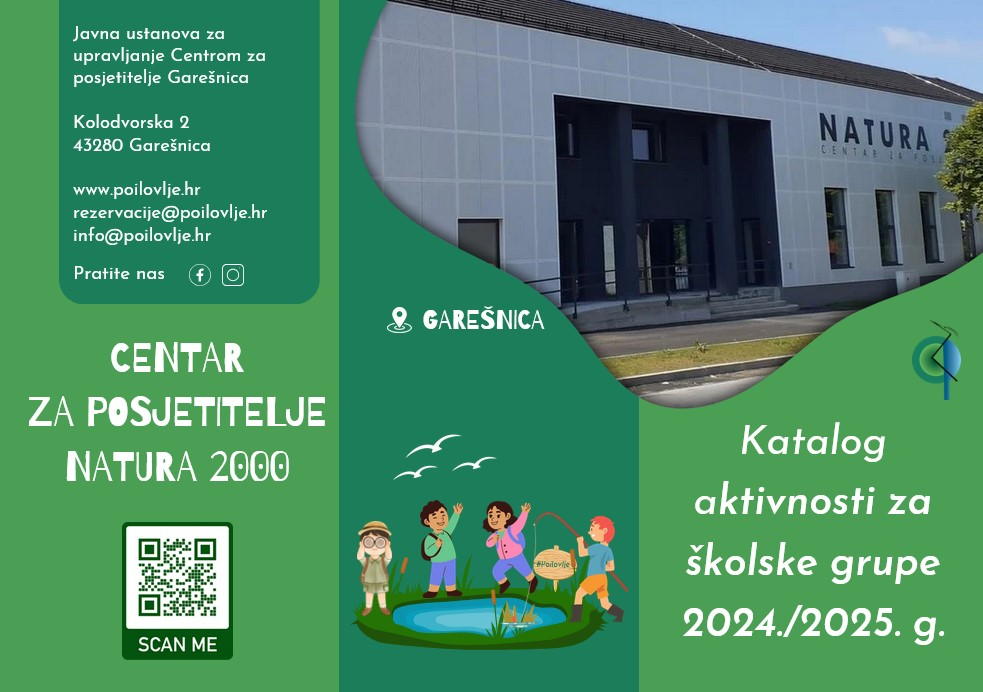 Javna ustanova za
upravljanje Centrom za
posjetitelje Garešnica
Kolodvorska 2
43280 Garešnica
www.poilovlje.hr
rezervacije@poilovlje.hr
info@poilovlje.hr
Pratite nas
CENTAR
ZA POSJETITELJE
NATURA 2000
SCAN ME
GAREŠNICA
#Poilovlje
NATURA
CENTAR ZA
Katalog
aktivnosti za
školske grupe
2024./2025. g.